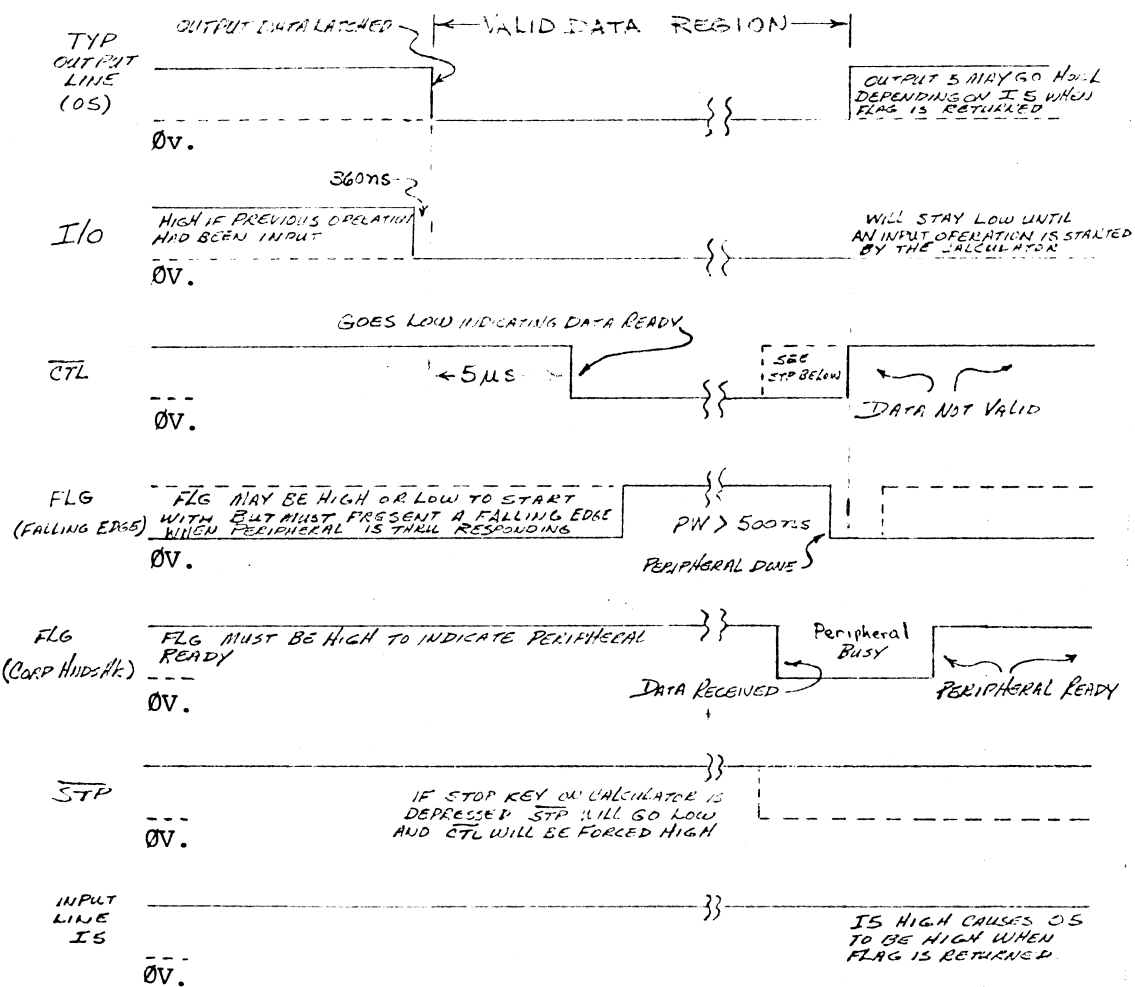 OUTPUT DATA LATCHED
VALID DATA REGION
TYP
OUTPUT
LINE
(O5)
OUTPUT 5 MAY GO
DEPENDING ON I5 WHEN
FLAG IS RETURNED
ØV.
360ns
I/O
HIGH IF PREVIOUS OPERATION
HAD BEEN INPUT
WILL STAY LOW UNTIL
AN INPUT OPERATION IS STARTED
BY THE CALCULATOR
ØV.
GOES LOW INDICATING DATA READY
CTL
5µs
SEE
STP BELOW
DATA NOT VALID
ØV.
FLG
(FALLING EDGE)
FLG MAY BE HIGH OR LOW TO START
WITH BUT MUST PRESENT A FALLING EDGE
WHEN PERIPHERAL IS THRU RESPONDING
PW > 500ns
PERIPHERAL DONE
ØV.
FLG
(CORP HNDSHK)
FLG MUST BE HIGH TO INDICATE PERIPHERAL
READY
Peripheral
BUSY
DATA RECEIVED
PERIPHERAL READY
ØV.
STP
IF STOP KEY ON CALCULATOR IS
DEPRESSED STP WILL GO LOW
AND CTL WILL BE FORCED HIGH
ØV.
INPUT
LINE
I5
I5 HIGH CAUSES O5
TO BE HIGH WHEN
FLAG IS RETURNED
ØV.